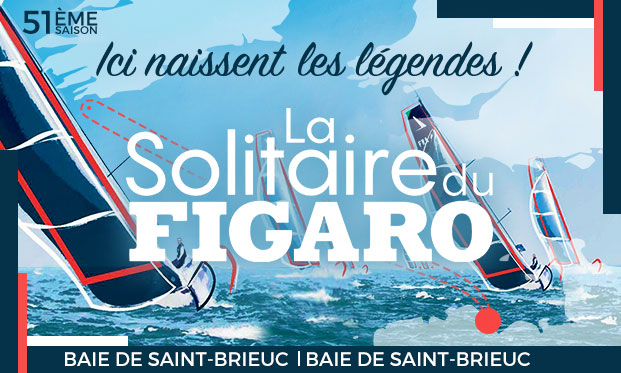 51ÈME
SAISON
Ici naissent les légendes !
La
Solitaire du
FIGARO
BAIE DE SAINT-BRIEUC | BAIE DE SAINT-BRIEUC